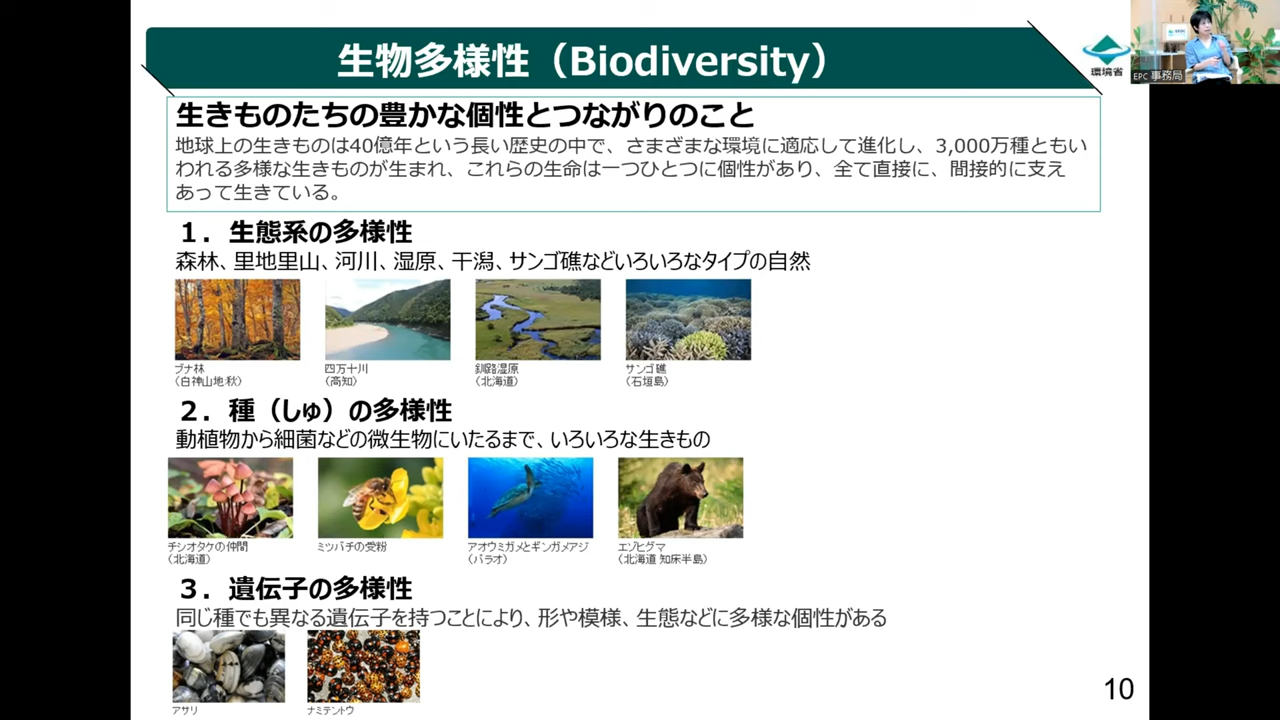 生物多様性（Biodiversity）
環境省
EPC 事務局
生きものたちの豊かな個性とつながりのこと
地球上の生きものは40億年という長い歴史の中で、さまざまな環境に適応して進化し、3,000万種ともい
われる多様な生きものが生まれ、これらの生命は一つひとつに個性があり、全て直接に、間接的に支え
あって生きている。
１．生態系の多様性
森林、里地里山、河川、湿原、干潟、サンゴ礁などいろいろなタイプの自然
ブナ林
（白神山地:秋）
四万十川
（高知）
釧路湿原
（北海道）
サンゴ礁
（石垣島）
２．種（しゅ）の多様性
動植物から細菌などの微生物にいたるまで、いろいろな生きもの
チシオタケの仲間
（北海道）
ミツバチの受粉
アオウミガメとギンガメアジ
（パラオ）
エゾヒグマ
（北海道 知床半島）
３．遺伝子の多様性
同じ種でも異なる遺伝子を持つことにより、形や模様、生態などに多様な個性がある
アサリ
ナミテントウ
10